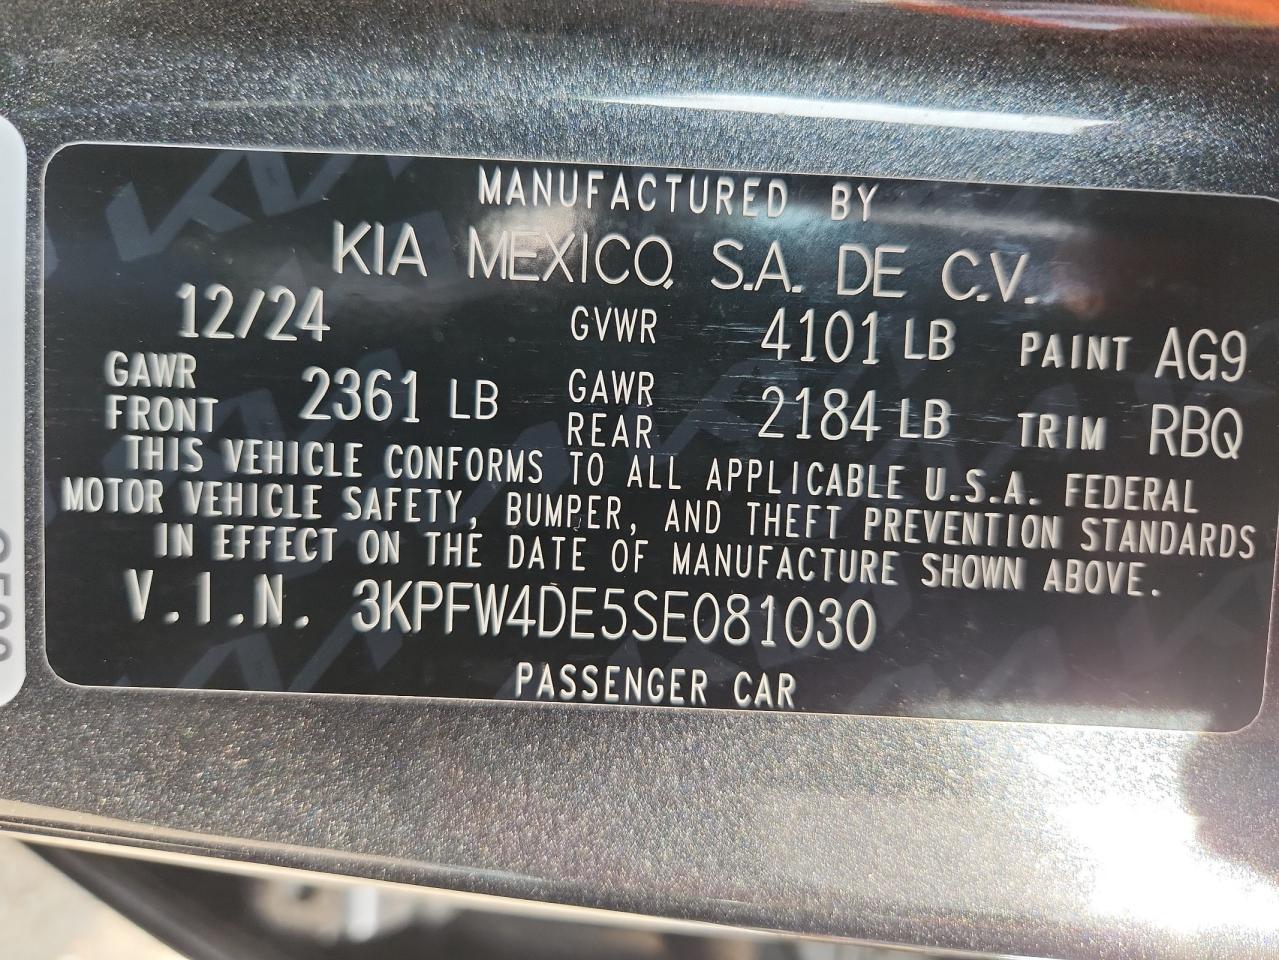 MANUFACTURED BY
KIA MEXICO, S.A. DE C.V.
12/24 GVWR 4101 LB PAINT AG9
GAWR FRONT 2361 LB GAWR REAR 2184 LB TRIM RBQ
THIS VEHICLE CONFORMS TO ALL APPLICABLE U.S.A. FEDERAL
MOTOR VEHICLE SAFETY, BUMPER, AND THEFT PREVENTION STANDARDS
IN EFFECT ON THE DATE OF MANUFACTURE SHOWN ABOVE.
V.I.N. 3KPFW4DE5SE081030
PASSENGER CAR